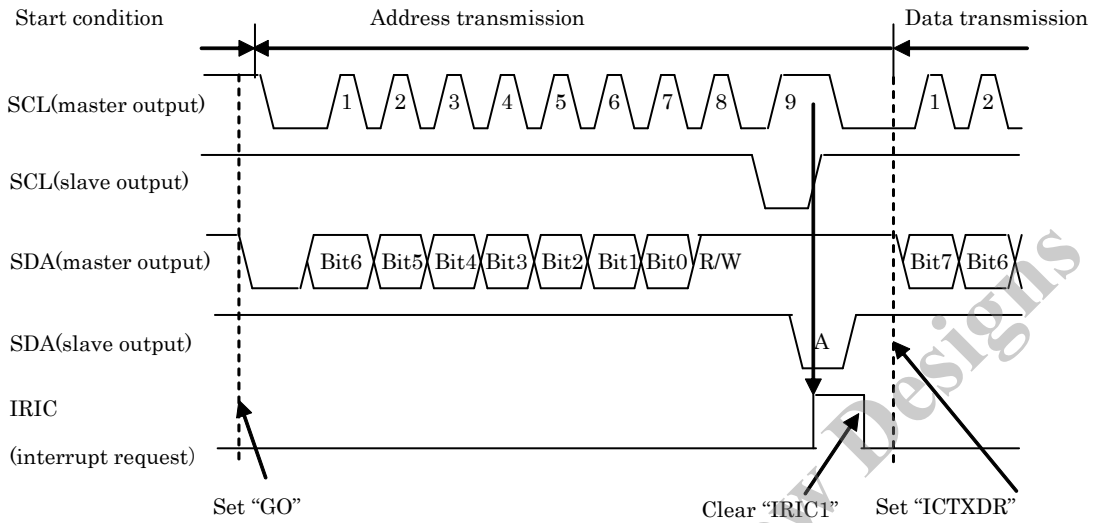 Start condition Address transmission Data transmission
SCL(master output) 1 2 3 4 5 6 7 8 9 1 2
SCL(slave output)
SDA(master output) Bit6 Bit5 Bit4 Bit3 Bit2 Bit1 Bit0 R/W Bit7 Bit6
SDA(slave output) A
IRIC
(interrupt request)
Set “GO” Clear “IRIC1” Set “ICTXDR”
Designs